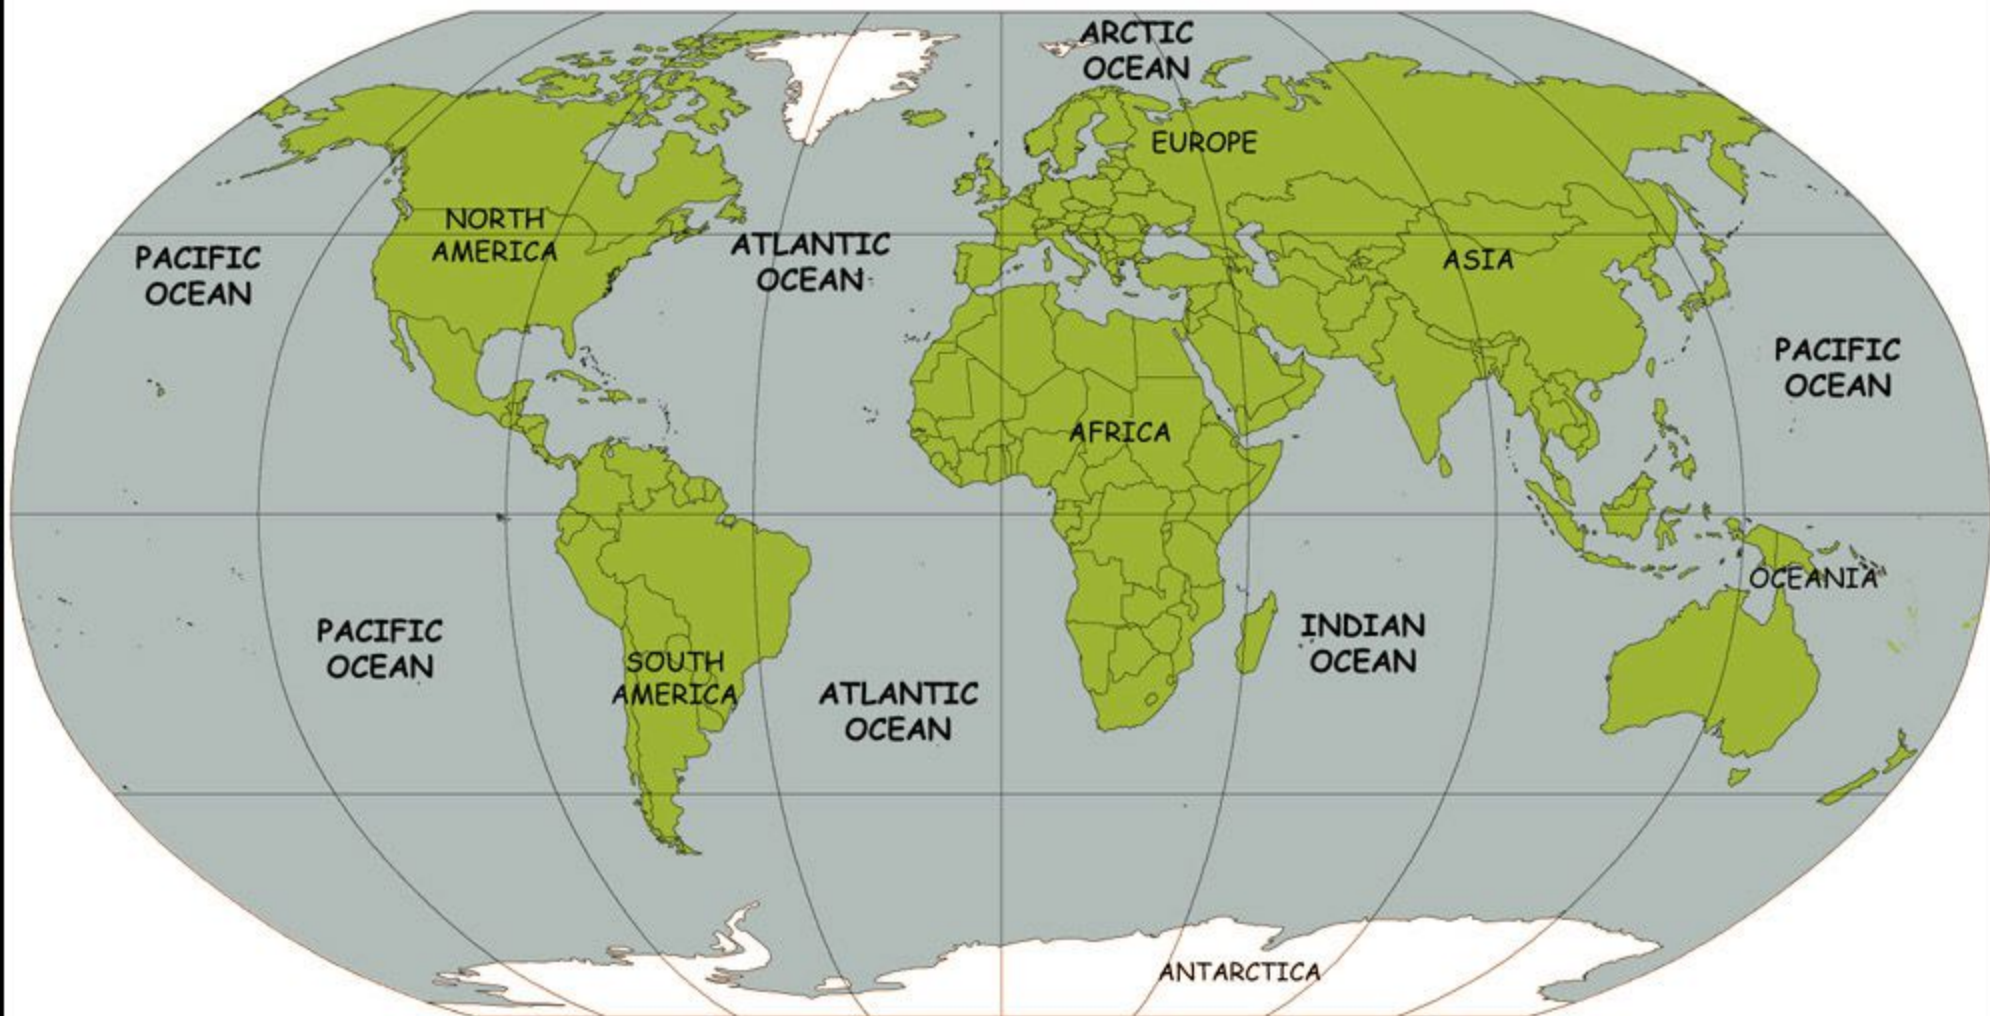 ARCTIC
OCEAN
EUROPE
NORTH
AMERICA
ATLANTIC
OCEAN
PACIFIC
OCEAN
ASIA
PACIFIC
OCEAN
AFRICA
OCEANIA
PACIFIC
OCEAN
INDIAN
OCEAN
SOUTH
AMERICA
ATLANTIC
OCEAN
ANTARCTICA